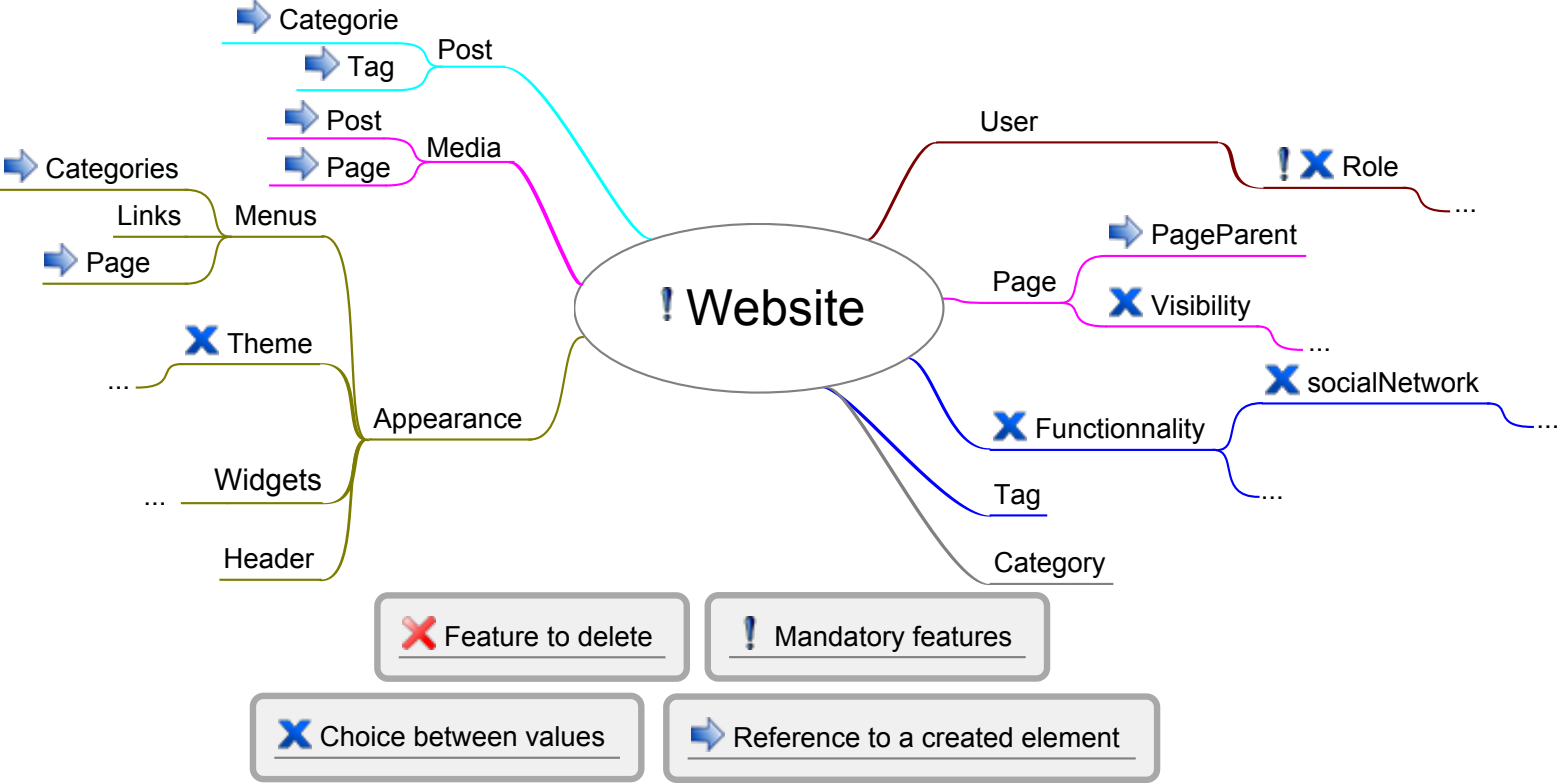 Categorie
Post
Tag
Post
Media
Page
Categories
Links
Menus
Page
Theme
...
Appearance
Widgets
...
Header
Website
User
Role
...
PageParent
Page
Visibility
...
socialNetwork
...
Functionnality
...
Tag
Category
Feature to delete
Mandatory features
Choice between values
Reference to a created element